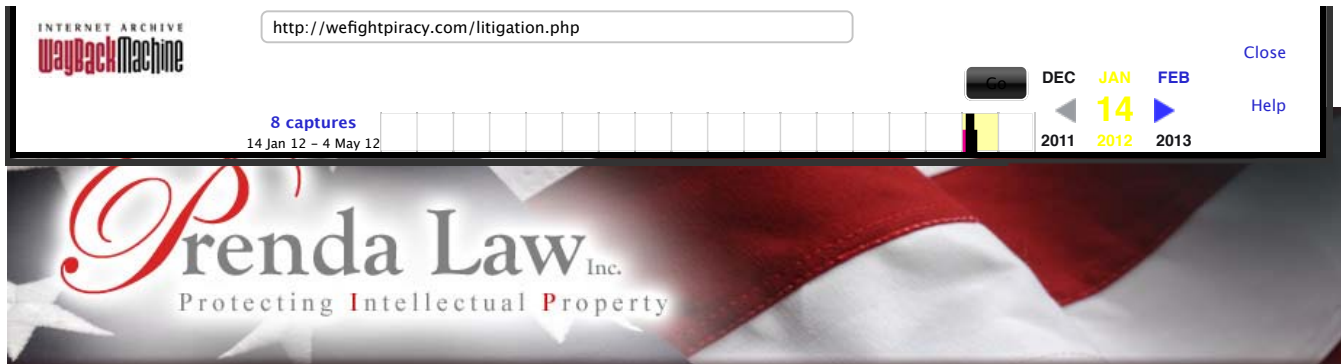 INTERNET ARCHIVE
WayBackMachine
http://wefightpiracy.com/litigation.php
Close
Go
DEC JAN FEB
14
Help
8 captures
14 Jan 12 – 4 May 12
2011 2012 2013
Prenda Law Inc.
Protecting Intellectual Property